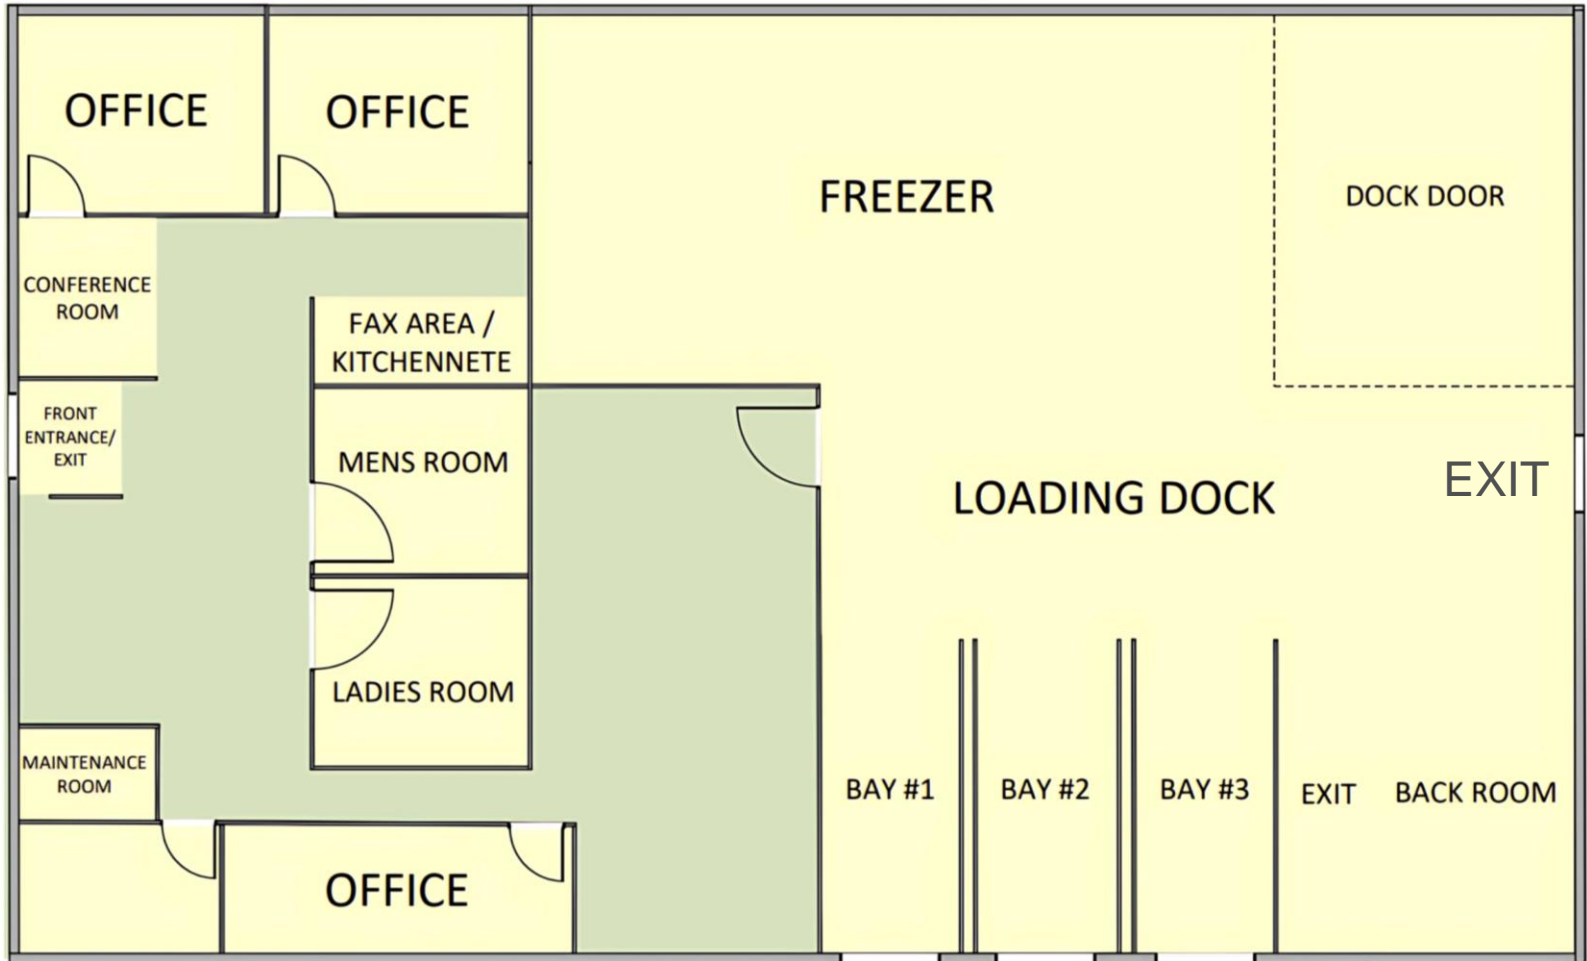 OFFICE
OFFICE
FREEZER
DOCK DOOR
CONFERENCE
ROOM
FAX AREA /
KITCHENNETE
FRONT
ENTRANCE/
EXIT
MENS ROOM
LOADING DOCK
EXIT
LADIES ROOM
MAINTENANCE
ROOM
BAY #1
BAY #2
BAY #3
EXIT
BACK ROOM
OFFICE